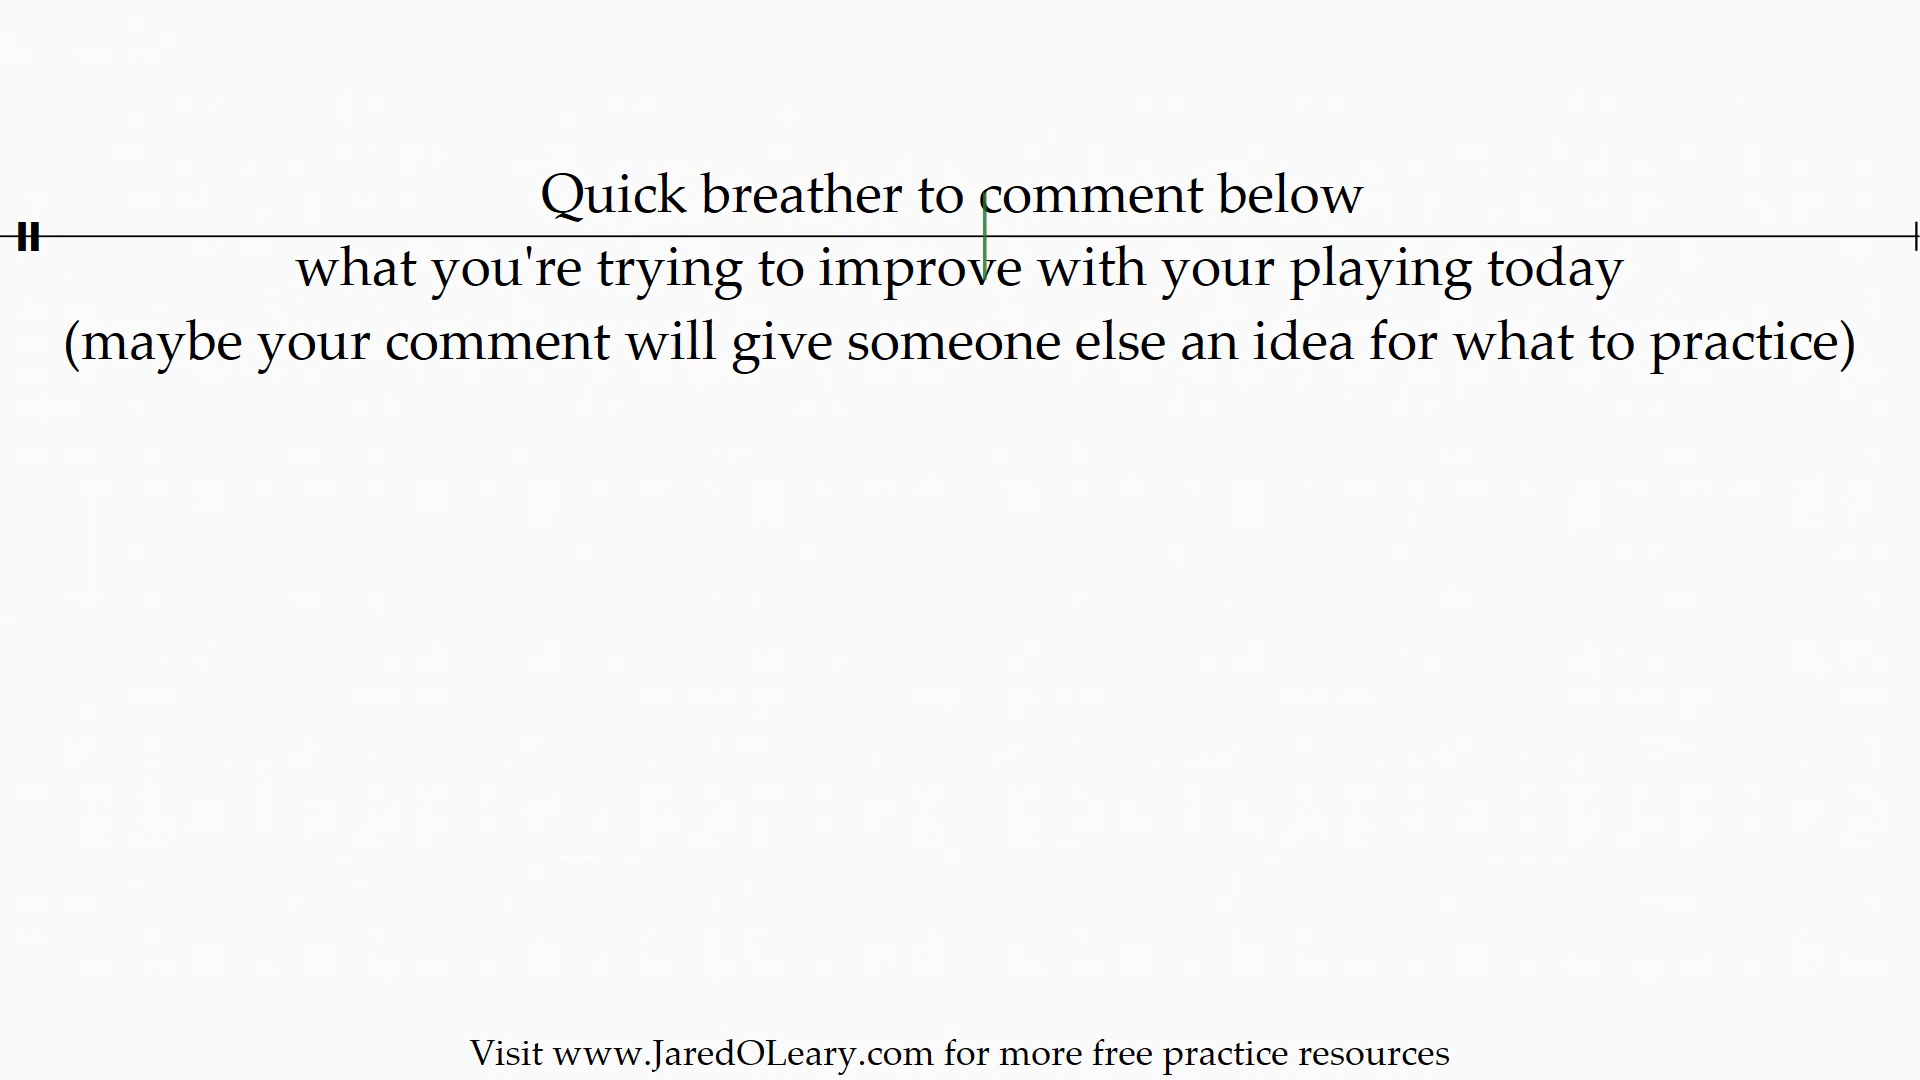 Quick breather to comment below
what you're trying to improve with your playing today
(maybe your comment will give someone else an idea for what to practice)
Visit www.JaredOLeary.com for more free practice resources